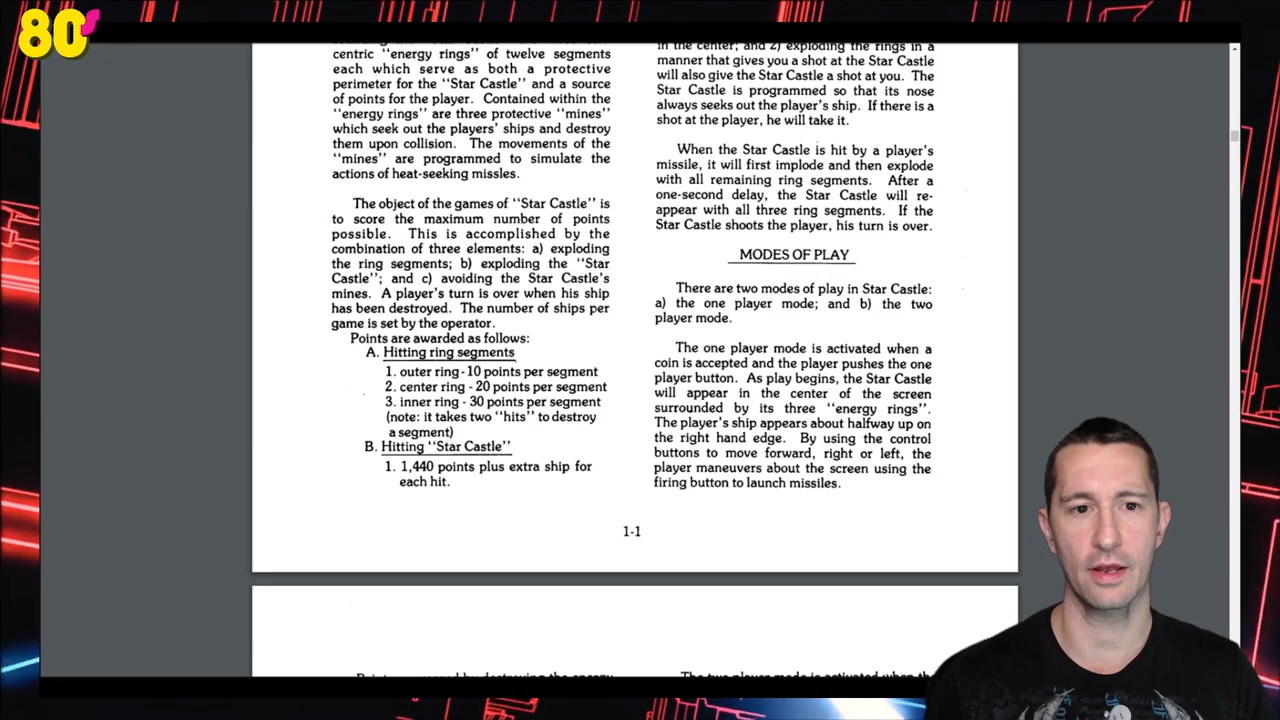 80s
centric "energy rings" of twelve segments
each which serve as both a protective
perimeter for the "Star Castle" and a source
of points for the player. Contained within the
"energy rings" are three protective "mines"
which seek out the players' ships and destroy
them upon collision. The movements of the
"mines" are programmed to simulate the
actions of heat-seeking missles.
The object of the games of "Star Castle" is
to score the maximum number of points
possible. This is accomplished by the
combination of three elements: a) exploding
the ring segments; b) exploding the "Star
Castle"; and c) avoiding the Star Castle's
mines. A player's turn is over when his ship
has been destroyed. The number of ships per
game is set by the operator.
Points are awarded as follows:
A. Hitting ring segments
1. outer ring - 10 points per segment
2. center ring - 20 points per segment
3. inner ring - 30 points per segment
(note: it takes two "hits" to destroy
a segment)
B. Hitting "Star Castle"
1. 1,440 points plus extra ship for
each hit.
in the center; and 2) exploding the rings in a
manner that gives you a shot at the Star Castle
will also give the Star Castle a shot at you. The
Star Castle is programmed so that its nose
always seeks out the player's ship. If there is a
shot at the player, he will take it.
When the Star Castle is hit by a player's
missile, it will first implode and then explode
with all remaining ring segments. After a
one-second delay, the Star Castle will re-
appear with all three ring segments. If the
Star Castle shoots the player, his turn is over.
MODES OF PLAY
There are two modes of play in Star Castle:
a) the one player mode; and b) the two
player mode.
The one player mode is activated when a
coin is accepted and the player pushes the one
player button. As play begins, the Star Castle
will appear in the center of the screen
surrounded by its three "energy rings".
The player's ship appears about halfway up on
the right hand edge. By using the control
buttons to move forward, right or left, the
player maneuvers about the screen using the
firing button to launch missiles.
1-1